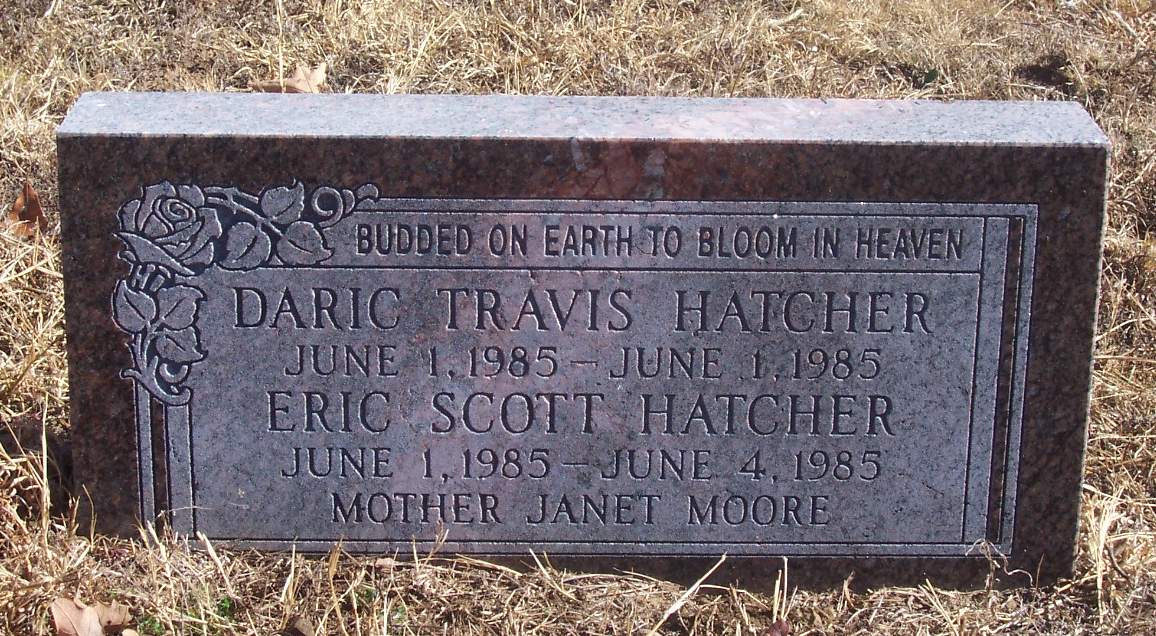 BUDDED ON EARTH TO BLOOM IN HEAVEN
DARIC TRAVIS HATCHER
JUNE 1, 1985 – JUNE 1, 1985
ERIC SCOTT HATCHER
JUNE 1, 1985 – JUNE 4, 1985
MOTHER JANET MOORE